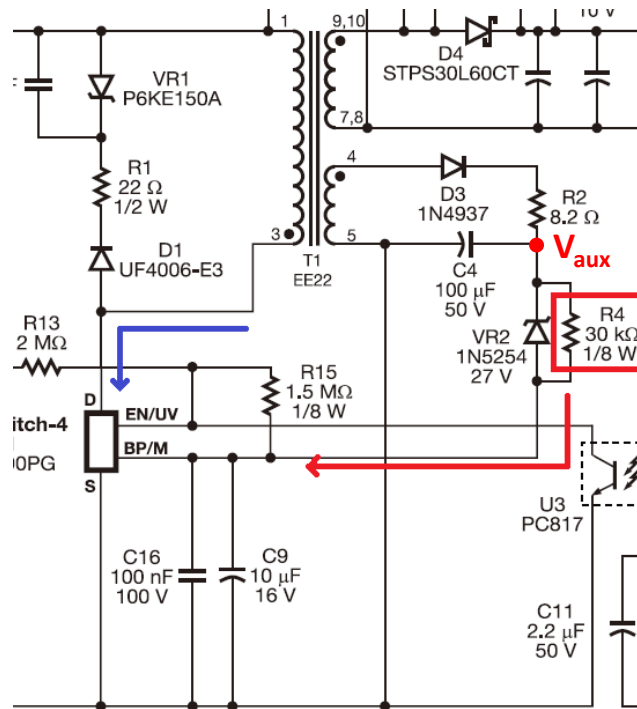 1
9,10
10 V
VR1
P6KE150A
D4
STPS30L60CT
F
7,8
4
R1
22 Ω
1/2 W
D3
1N4937
R2
8.2 Ω
3
5
V_aux
D1
UF4006-E3
T1
EE22
C4
100 µF
50 V
R4
30 kΩ
1/8 W
R13
2 MΩ
VR2
1N5254
27 V
R15
1.5 MΩ
1/8 W
D
EN/UV
itch-4
BP/M
0PG
S
U3
PC817
C16
100 nF
100 V
C9
10 µF
16 V
C11
2.2 µF
50 V